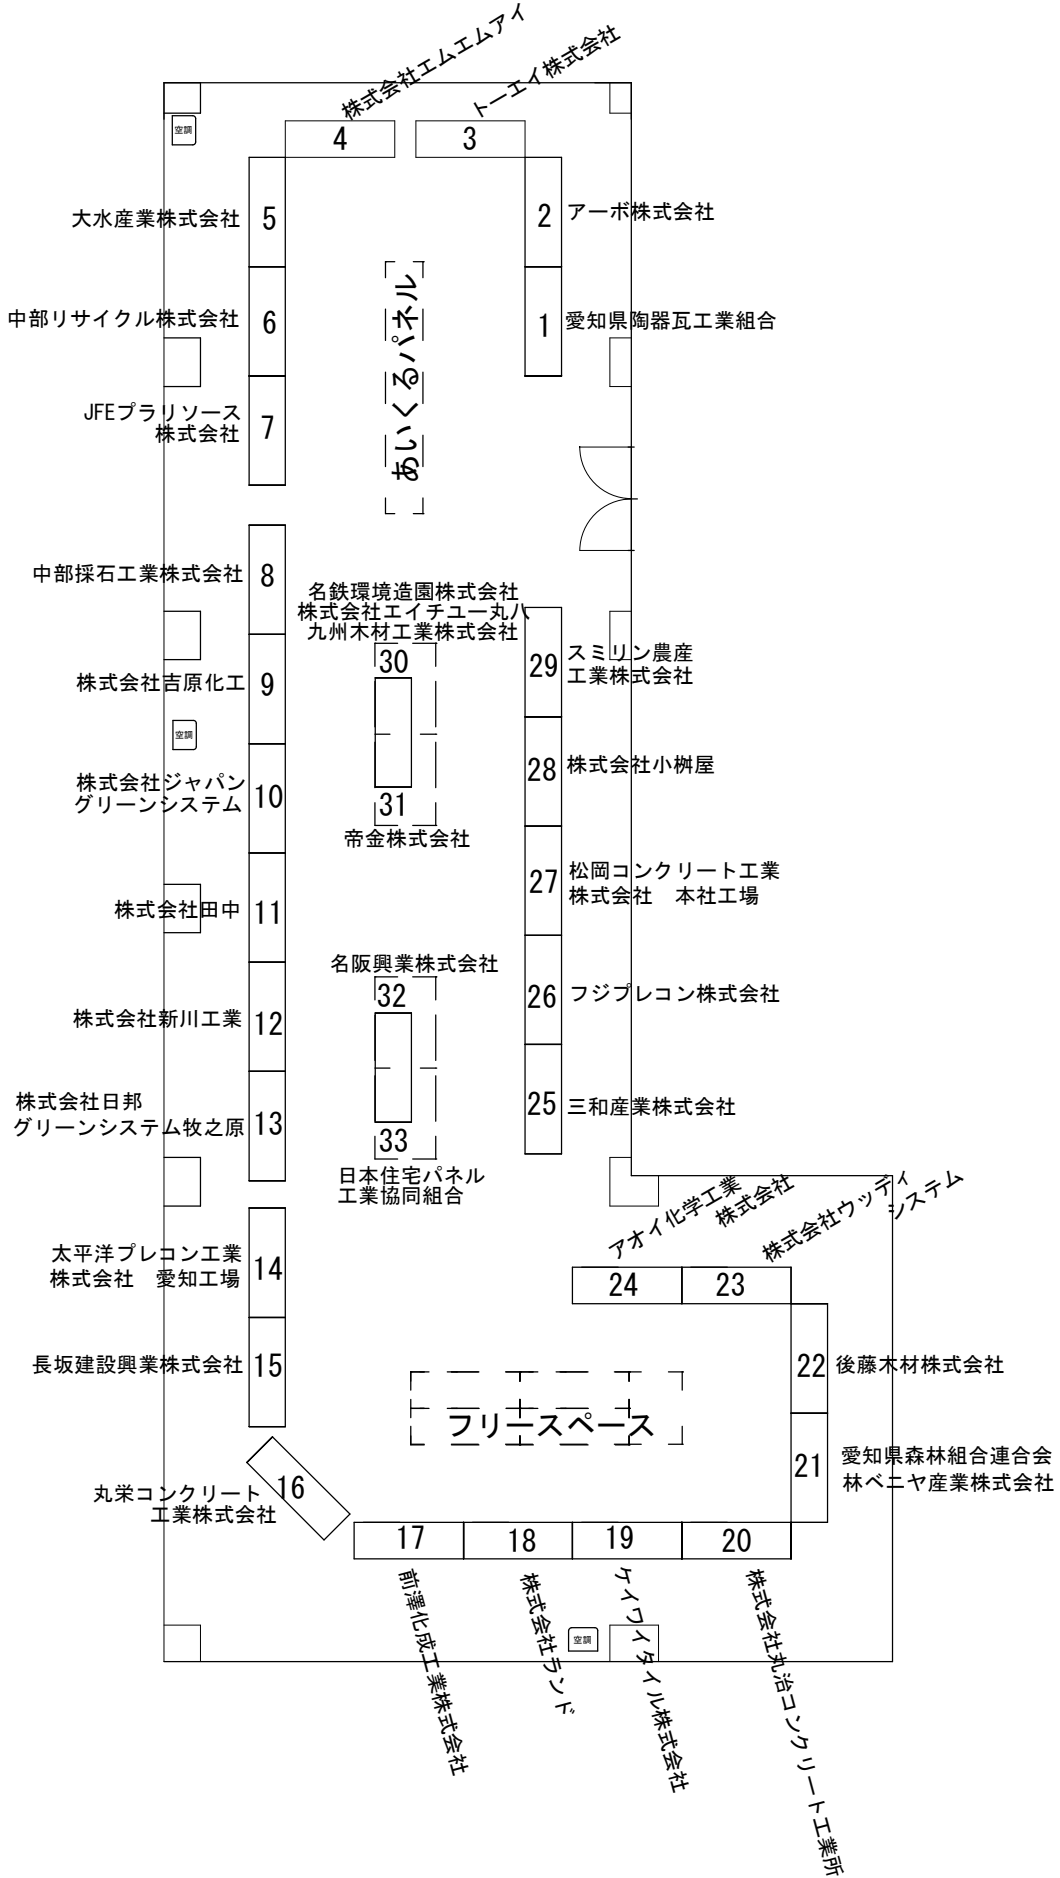 株式会社エムエムアイ
トーエイ株式会社
空調
4
3
大水産業株式会社
5
2
アーボ株式会社
中部リサイクル株式会社
6
1
愛知県陶器瓦工業組合
あいくるパネル
JFEプラリソース
株式会社
7
中部採石工業株式会社
8
名鉄環境造園株式会社
株式会社エイチユー丸八
九州木材工業株式会社
30
29
スミリン農産
工業株式会社
株式会社吉原化工
9
空調
28
株式会社小桝屋
株式会社ジャパン
グリーンシステム
10
31
帝金株式会社
27
松岡コンクリート工業
株式会社　本社工場
株式会社田中
11
名阪興業株式会社
32
26
フジプレコン株式会社
株式会社新川工業
12
株式会社日邦
グリーンシステム牧之原
13
33
日本住宅パネル
工業協同組合
25
三和産業株式会社
アオイ化学工業
株式会社
株式会社ウッディ
システム
太平洋プレコン工業
株式会社　愛知工場
14
24
23
長坂建設興業株式会社
15
22
後藤木材株式会社
フリースペース
21
愛知県森林組合連合会
林ベニヤ産業株式会社
丸栄コンクリート
工業株式会社
16
17
18
19
20
前澤化成工業株式会社
株式会社ランド
空調
ケイワイタイル株式会社
株式会社丸治コンクリート工業所